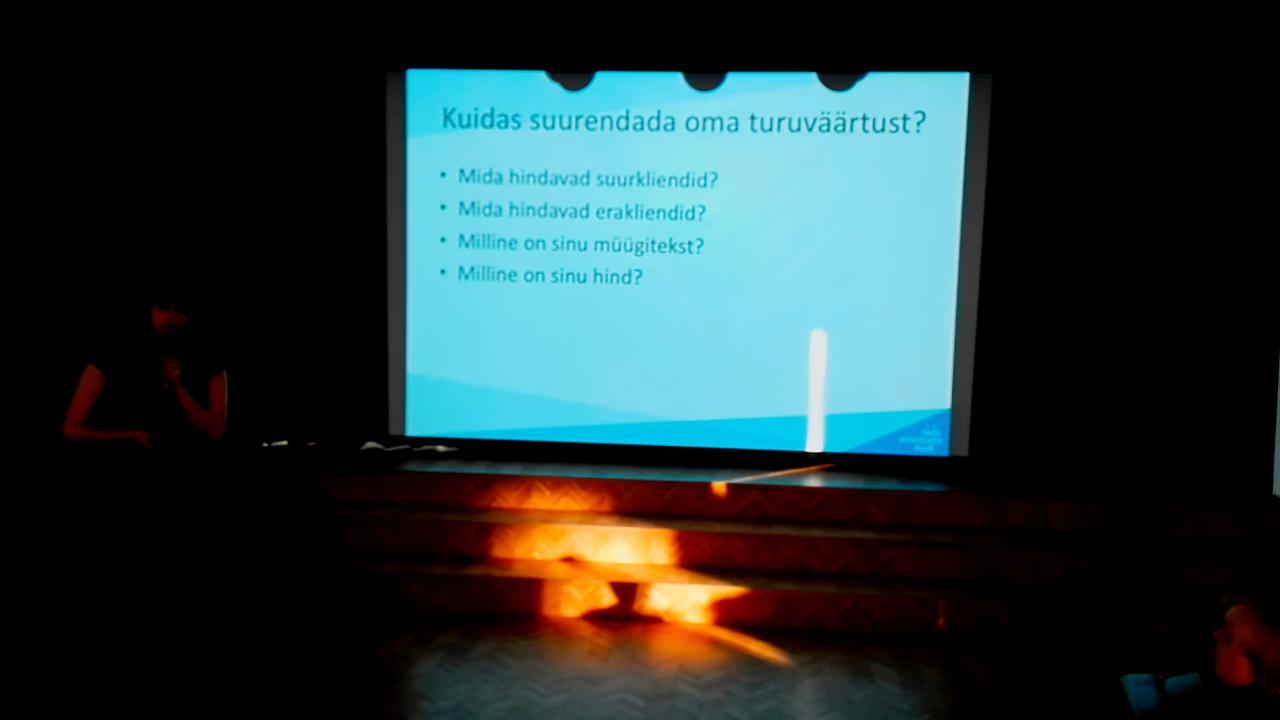 Kuidas suurendada oma turuväärtust?
• Mida hindavad suurkliendid?
• Mida hindavad erakliendid?
• Milline on sinu müügitekst?
• Milline on sinu hind?